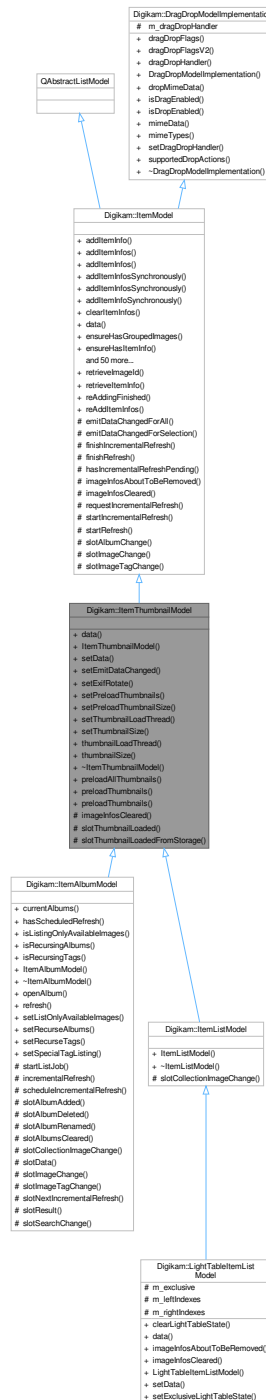 Digikam::DragDropModelImplementation
# m_dragDropHandler
+ dragDropFlags()
+ dragDropFlagsV2()
+ dragDropHandler()
+ DragDropModelImplementation()
+ dropMimeData()
+ isDragEnabled()
+ isDropEnabled()
+ mimeData()
+ mimeTypes()
+ setDragDropHandler()
+ supportedDropActions()
+ ~DragDropModelImplementation()
QAbstractListModel
Digikam::ItemModel
+ addItemInfo()
+ addItemInfos()
+ addItemInfos()
+ addItemInfosSynchronously()
+ addItemInfosSynchronously()
+ addItemInfoSynchronously()
+ clearItemInfos()
+ data()
+ ensureHasGroupedImages()
+ ensureHasItemInfo()
and 50 more...
+ retrieveImageId()
+ retrieveItemInfo()
+ reAddingFinished()
+ reAddItemInfos()
# emitDataChangedForAll()
# emitDataChangedForSelection()
# finishIncrementalRefresh()
# finishRefresh()
# hasIncrementalRefreshPending()
# imageInfosAboutToBeRemoved()
# imageInfosCleared()
# requestIncrementalRefresh()
# startIncrementalRefresh()
# startRefresh()
# slotAlbumChange()
# slotImageChange()
# slotImageTagChange()
Digikam::ItemThumbnailModel
+ data()
+ ItemThumbnailModel()
+ setData()
+ setEmitDataChanged()
+ setExifRotate()
+ setPreloadThumbnails()
+ setPreloadThumbnailSize()
+ setThumbnailLoadThread()
+ setThumbnailSize()
+ thumbnailLoadThread()
+ thumbnailSize()
+ ~ItemThumbnailModel()
+ preloadAllThumbnails()
+ preloadThumbnails()
+ preloadThumbnails()
# imageInfosCleared()
# slotThumbnailLoaded()
# slotThumbnailLoadedFromStorage()
Digikam::ItemAlbumModel
+ currentAlbums()
+ hasScheduledRefresh()
+ isListingOnlyAvailableImages()
+ isRecursingAlbums()
+ isRecursingTags()
+ ItemAlbumModel()
+ ~ItemAlbumModel()
+ openAlbum()
+ refresh()
+ setListOnlyAvailableImages()
+ setRecurseAlbums()
+ setRecurseTags()
+ setSpecialTagListing()
# startListJob()
# incrementalRefresh()
# scheduleIncrementalRefresh()
# slotAlbumAdded()
# slotAlbumDeleted()
# slotAlbumRenamed()
# slotAlbumsCleared()
# slotCollectionImageChange()
# slotData()
# slotImageChange()
# slotImageTagChange()
# slotNextIncrementalRefresh()
# slotResult()
# slotSearchChange()
Digikam::ItemListModel
+ ItemListModel()
+ ~ItemListModel()
# slotCollectionImageChange()
Digikam::LightTableItemList
Model
# m_exclusive
# m_leftIndexes
# m_rightIndexes
+ clearLightTableState()
+ data()
+ imageInfosAboutToBeRemoved()
+ imageInfosCleared()
+ LightTableItemListModel()
+ setData()
+ setExclusiveLightTableState()